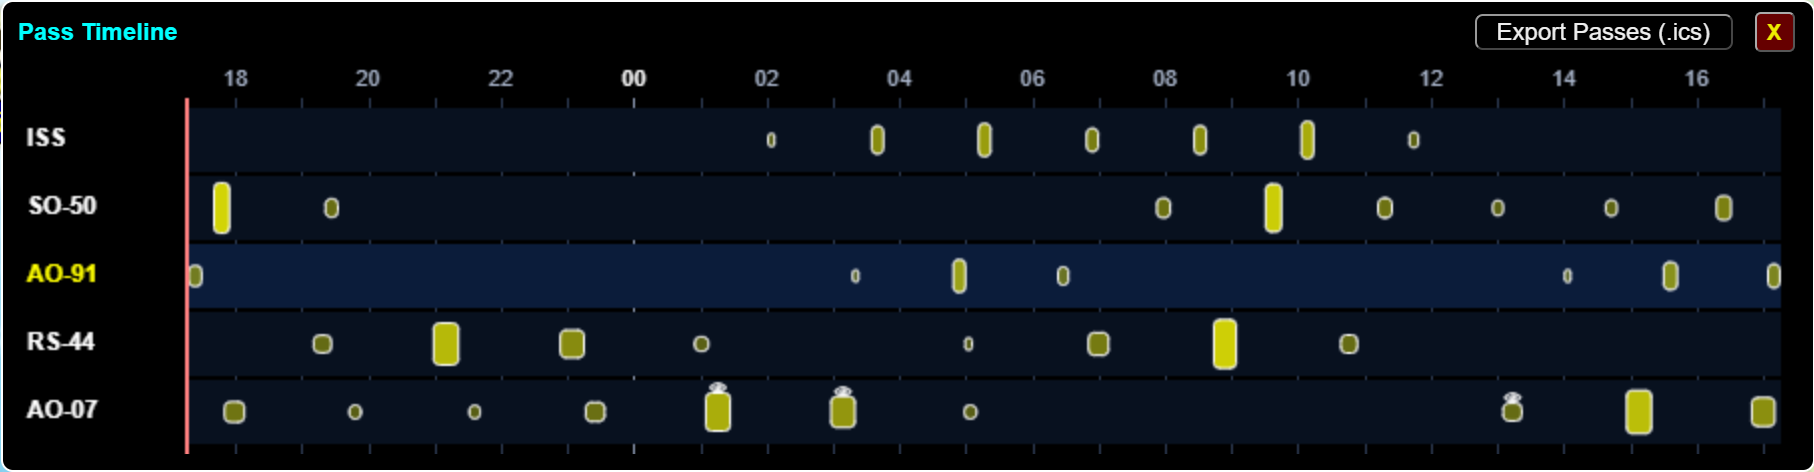 Pass Timeline
Export Passes (.ics)
X
18 20 22 00 02 04 06 08 10 12 14 16
ISS
SO-50
AO-91
RS-44
AO-07